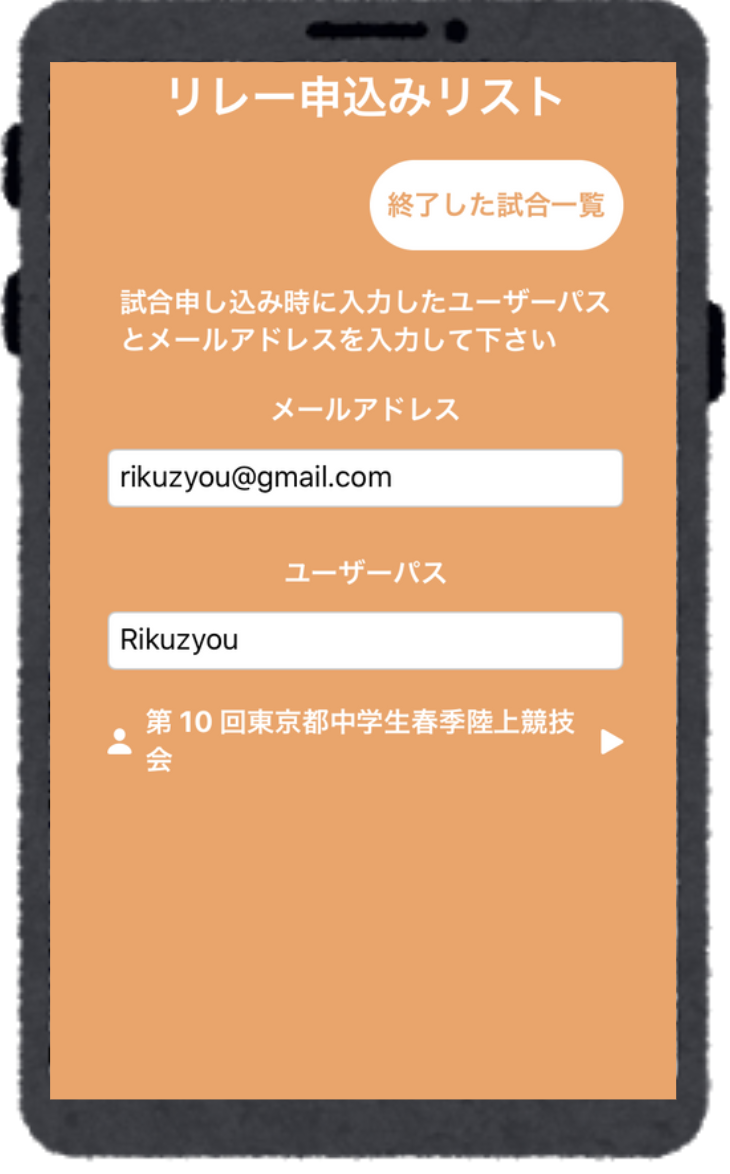 リレー申込みリスト
終了した試合一覧
試合申し込み時に入力したユーザーパス
とメールアドレスを入力して下さい
メールアドレス
rikuzyou@gmail.com
ユーザーパス
Rikuzyou
第 10 回東京都中学生春季陸上競技
会